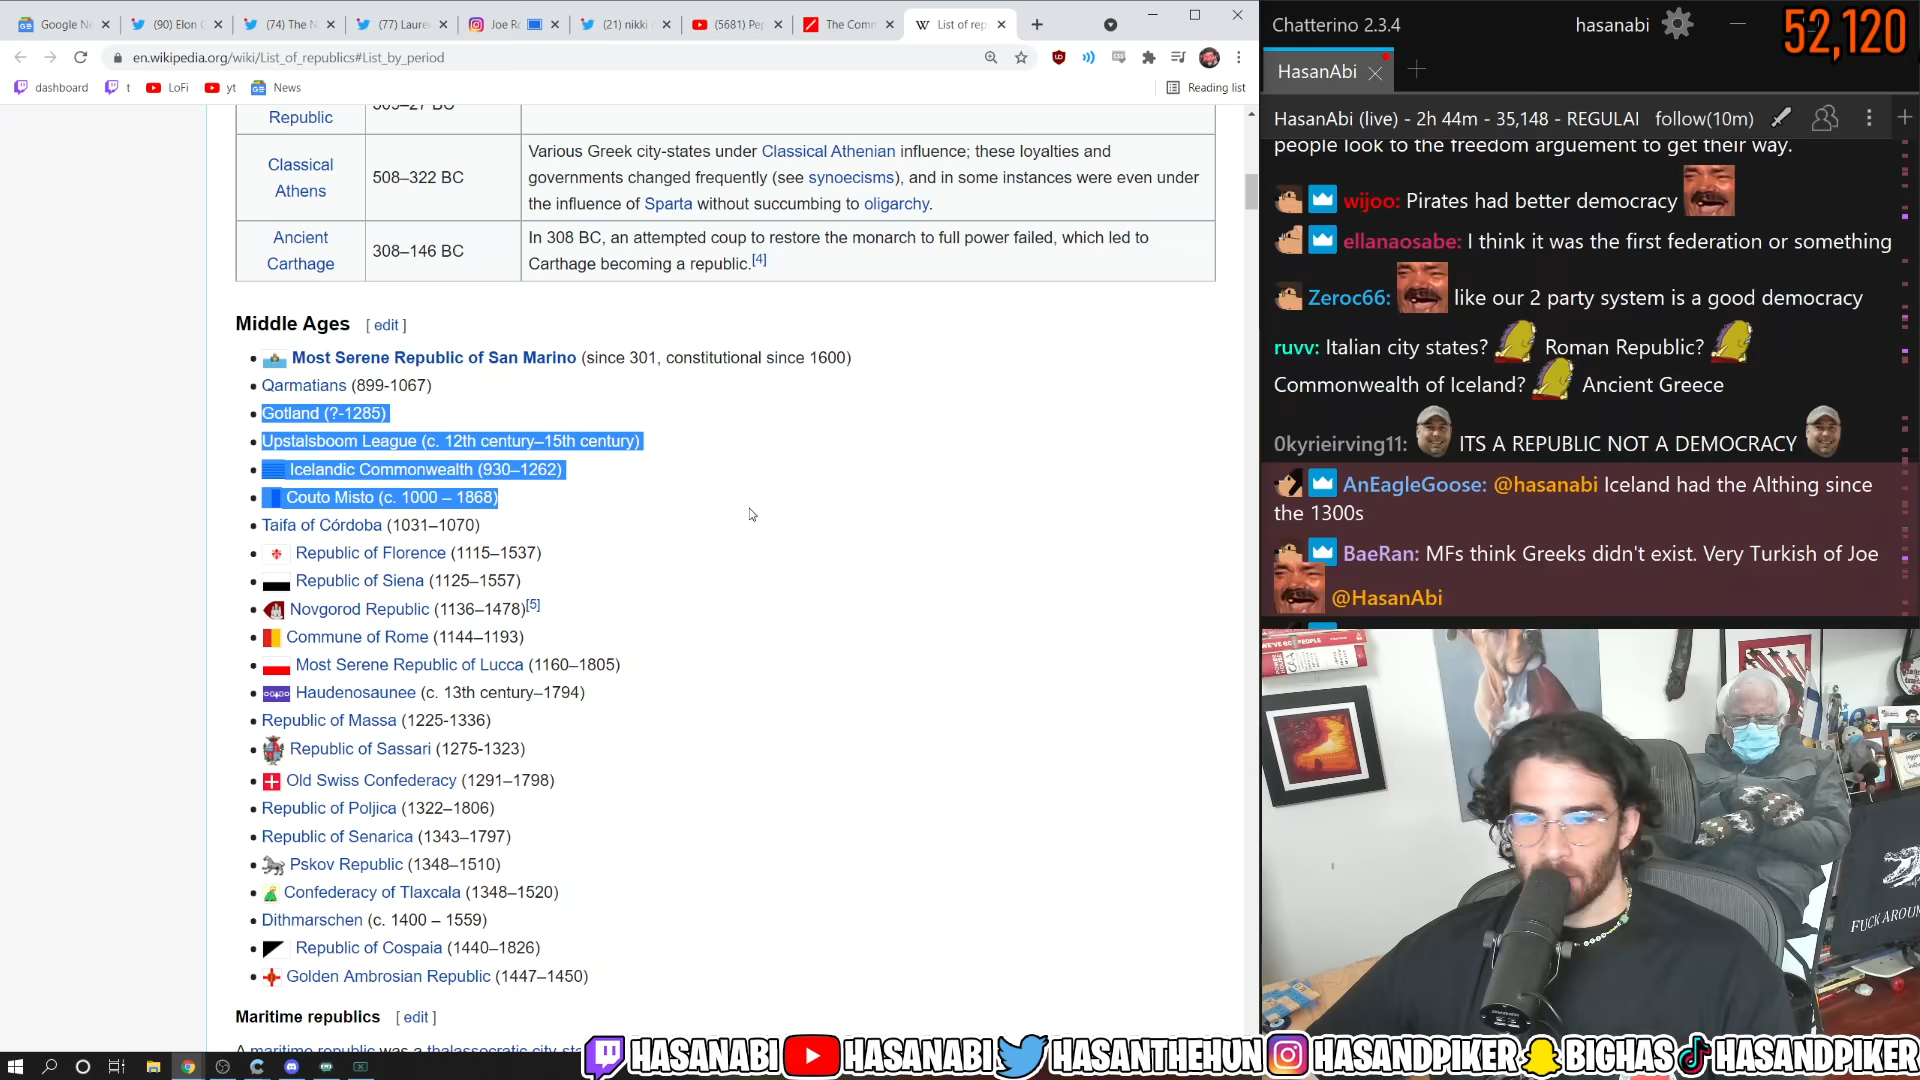 Google Ne
(90) Elon
(74) The N
(77) Laure
Joe Ro
(21) nikki
(5681) Pep
The Comm
List of rep
en.wikipedia.org/wiki/List_of_republics#List_by_period
dashboard
t
LoFi
yt
News
Reading list
Republic
509–27 BC
Classical Athens
508–322 BC
Various Greek city-states under Classical Athenian influence; these loyalties and
governments changed frequently (see synoecisms), and in some instances were even under
the influence of Sparta without succumbing to oligarchy.
Ancient Carthage
308–146 BC
In 308 BC, an attempted coup to restore the monarch to full power failed, which led to
Carthage becoming a republic.[4]
Middle Ages [ edit ]
Most Serene Republic of San Marino (since 301, constitutional since 1600)
Qarmatians (899-1067)
Gotland (?-1285)
Upstalsboom League (c. 12th century–15th century)
Icelandic Commonwealth (930–1262)
Couto Misto (c. 1000 – 1868)
Taifa of Córdoba (1031–1070)
Republic of Florence (1115–1537)
Republic of Siena (1125–1557)
Novgorod Republic (1136–1478)[5]
Commune of Rome (1144–1193)
Most Serene Republic of Lucca (1160–1805)
Haudenosaunee (c. 13th century–1794)
Republic of Massa (1225-1336)
Republic of Sassari (1275-1323)
Old Swiss Confederacy (1291–1798)
Republic of Poljica (1322–1806)
Republic of Senarica (1343–1797)
Pskov Republic (1348–1510)
Confederacy of Tlaxcala (1348–1520)
Dithmarschen (c. 1400 – 1559)
Republic of Cospaia (1440–1826)
Golden Ambrosian Republic (1447–1450)
Maritime republics [ edit ]
A maritime republic was a thalassocratic city-sta
Chatterino 2.3.4
hasanabi
52,120
HasanAbi
HasanAbi (live) - 2h 44m - 35,148 - REGULAI follow(10m)
people look to the freedom arguement to get their way.
wijoo: Pirates had better democracy
ellanaosabe: I think it was the first federation or something
Zeroc66: like our 2 party system is a good democracy
ruvv: Italian city states? Roman Republic?
Commonwealth of Iceland? Ancient Greece
0kyrieirving11: ITS A REPUBLIC NOT A DEMOCRACY
AnEagleGoose: @hasanabi Iceland had the Althing since
the 1300s
BaeRan: MFs think Greeks didn't exist. Very Turkish of Joe
@HasanAbi
FUCK AROUN
HASANABI HASANABI HASANTHEHUN HASANDPIKER BIGHAS HASANDPIKER